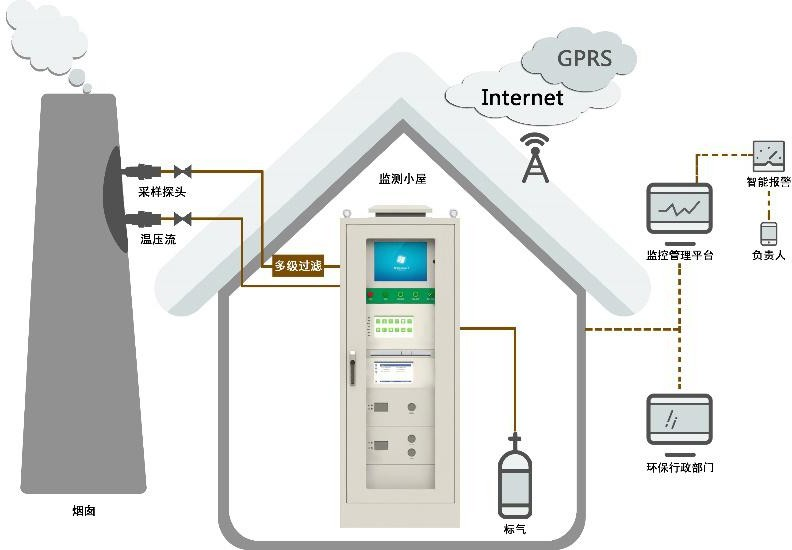 GPRS
Internet
监测小屋
采样探头
温压流
多级过滤
智能报警
监控管理平台
负责人
环保行政部门
标气
烟囱